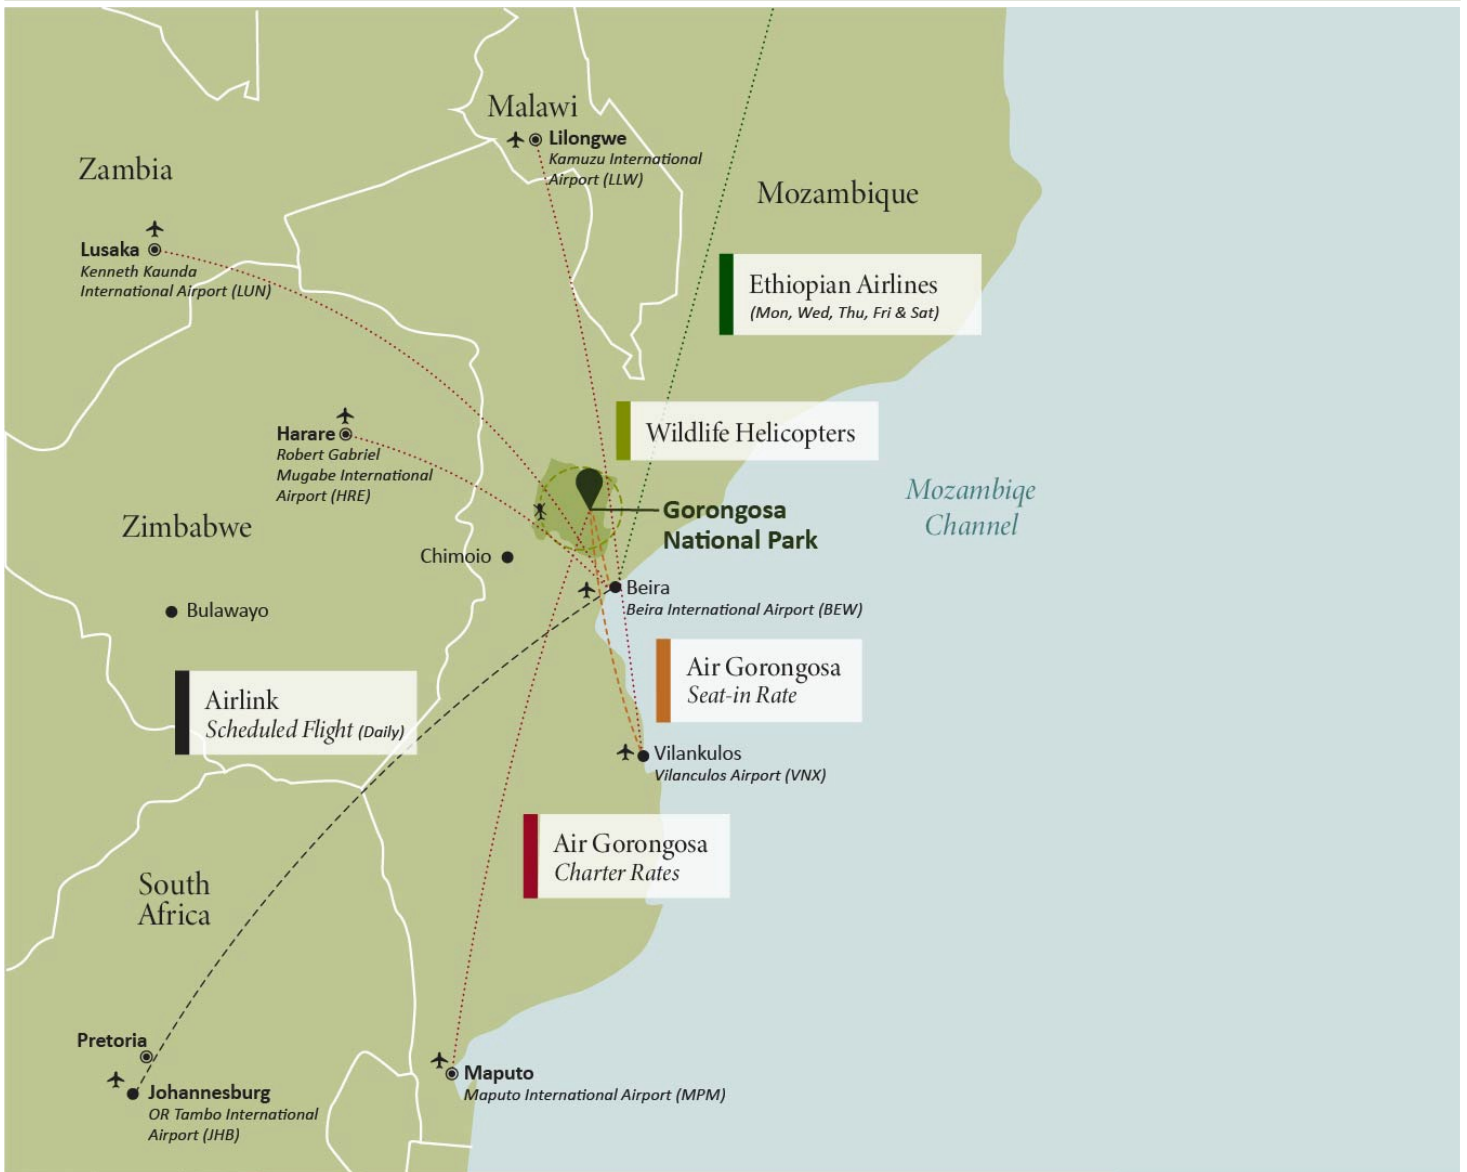 Malawi
Lilongwe
Kamuzu International
Airport (LLW)
Zambia
Mozambique
Lusaka
Kenneth Kaunda
International Airport (LUN)
Ethiopian Airlines
(Mon, Wed, Thu, Fri & Sat)
Harare
Robert Gabriel
Mugabe International
Airport (HRE)
Wildlife Helicopters
Mozambiqe
Channel
Gorongosa
National Park
Zimbabwe
Chimoio
Beira
Beira International Airport (BEW)
Bulawayo
Air Gorongosa
Seat-in Rate
Airlink
Scheduled Flight (Daily)
Vilankulos
Vilanculos Airport (VNX)
Air Gorongosa
Charter Rates
South
Africa
Pretoria
Johannesburg
OR Tambo International
Airport (JHB)
Maputo
Maputo International Airport (MPM)